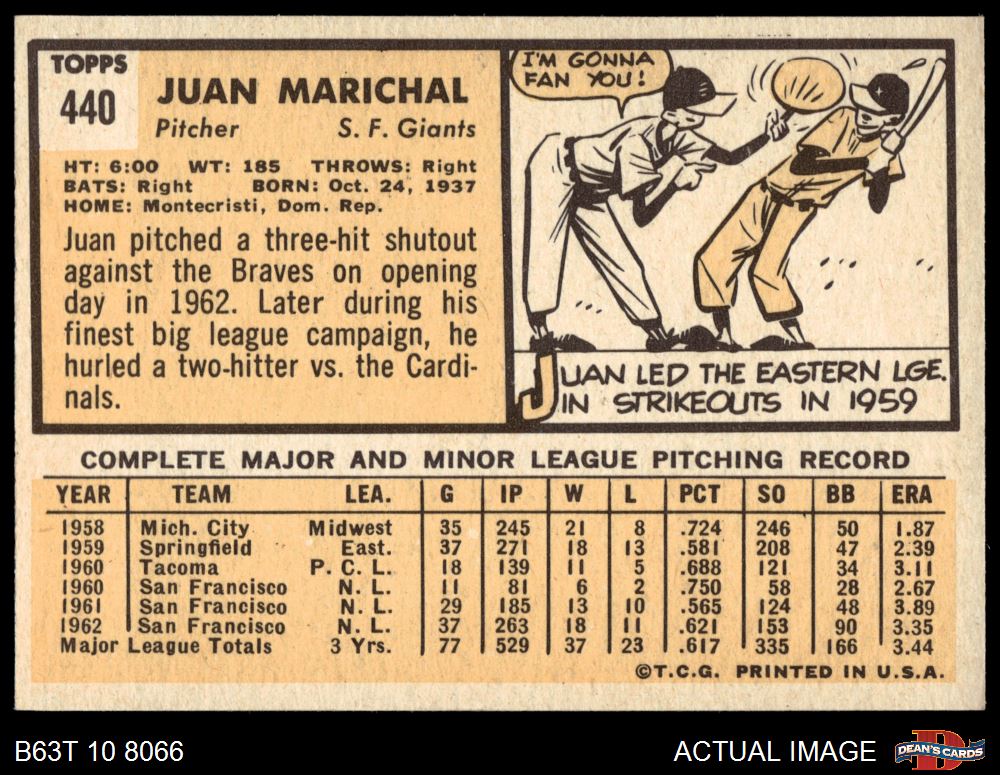 TOPPS
440
JUAN MARICHAL
Pitcher S. F. Giants
HT: 6:00 WT: 185 THROWS: Right
BATS: Right BORN: Oct. 24, 1937
HOME: Montecristi, Dom. Rep.
Juan pitched a three-hit shutout
against the Braves on opening
day in 1962. Later during his
finest big league campaign, he
hurled a two-hitter vs. the Cardi-
nals.
I'M GONNA
FAN YOU!
JUAN LED THE EASTERN LGE.
IN STRIKEOUTS IN 1959
COMPLETE MAJOR AND MINOR LEAGUE PITCHING RECORD
YEAR TEAM LEA. G IP W L PCT SO BB ERA
1958 Mich. City Midwest 35 245 21 8 .724 246 50 1.87
1959 Springfield East. 37 271 18 13 .581 208 47 2.39
1960 Tacoma P. C. L. 18 139 11 5 .688 121 34 3.11
1960 San Francisco N. L. 11 81 6 2 .750 58 28 2.67
1961 San Francisco N. L. 29 185 13 10 .565 124 48 3.89
1962 San Francisco N. L. 37 263 18 11 .621 153 90 3.35
Major League Totals 3 Yrs. 77 529 37 23 .617 335 166 3.44
©T.C.G. PRINTED IN U.S.A.
B63T 10 8066
ACTUAL IMAGE
DEAN'S CARDS